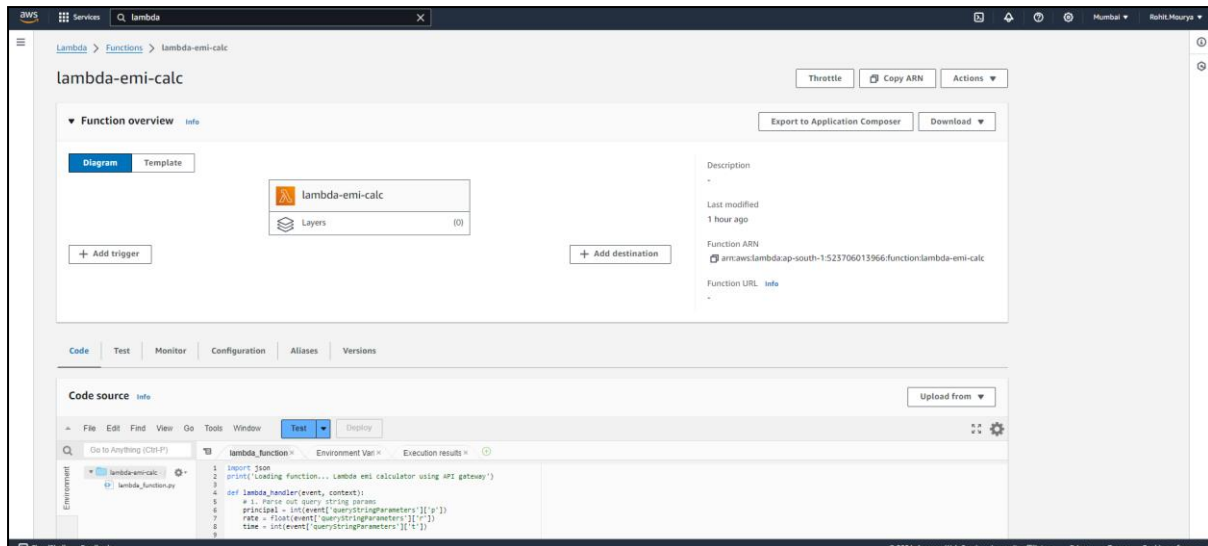 aws
Services
lambda
Mumbai
Rohit.Mourya
Lambda > Functions > lambda-emi-calc
lambda-emi-calc
Throttle
Copy ARN
Actions
Function overview Info
Export to Application Composer
Download
Diagram
Template
lambda-emi-calc
Layers (0)
+ Add trigger
+ Add destination
Description
-
Last modified
1 hour ago
Function ARN
arn:aws:lambda:ap-south-1:523706013966:function:lambda-emi-calc
Function URL Info
-
Code
Test
Monitor
Configuration
Aliases
Versions
Code source Info
Upload from
File Edit Find View Go Tools Window
Test
Deploy
Go to Anything (Ctrl-P)
lambda_function
Environment Vari
Execution results
Environment
lambda-emi-calc
lambda_function.py
1 import json
2 print('Loading function... Lambda emi calculator using API gateway')
3
4 def lambda_handler(event, context):
5 # 1. Parse out query string params
6 principal = int(event['queryStringParameters']['p'])
7 rate = float(event['queryStringParameters']['r'])
8 time = int(event['queryStringParameters']['t'])
9